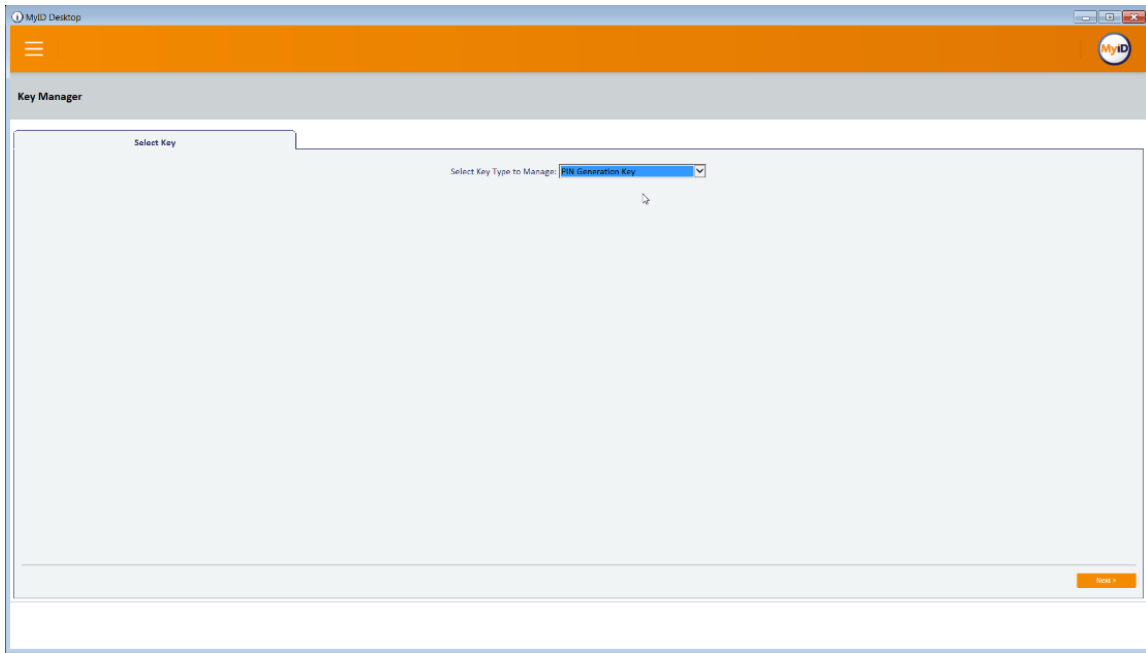 MyID Desktop
MyID
Key Manager
Select Key
Select Key Type to Manage: PIN Generation Key
Next >